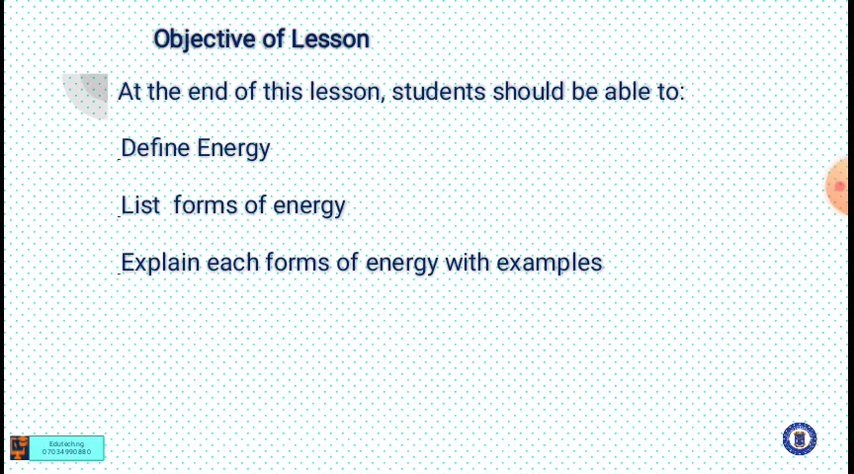 Objective of Lesson
At the end of this lesson, students should be able to:
Define Energy
List forms of energy
Explain each forms of energy with examples
Edutech.ng
07034990880